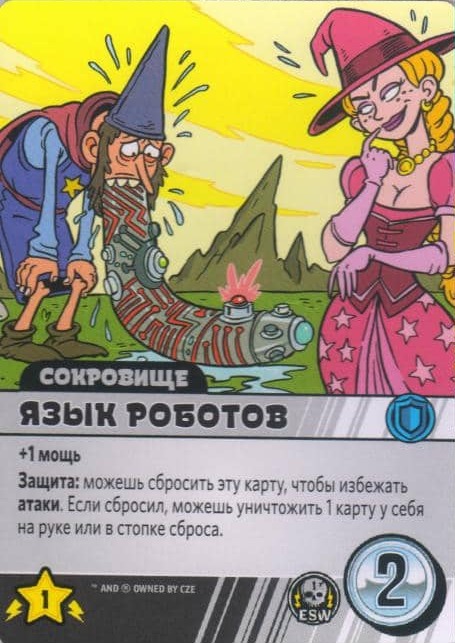 СОКРОВИЩЕ
ЯЗЫК РОБОТОВ
+1 мощь
Защита: можешь сбросить эту карту, чтобы избежать
атаки. Если сбросил, можешь уничтожить 1 карту у себя
на руке или в стопке сброса.
1
™ AND ® OWNED BY CZE
ESW
2